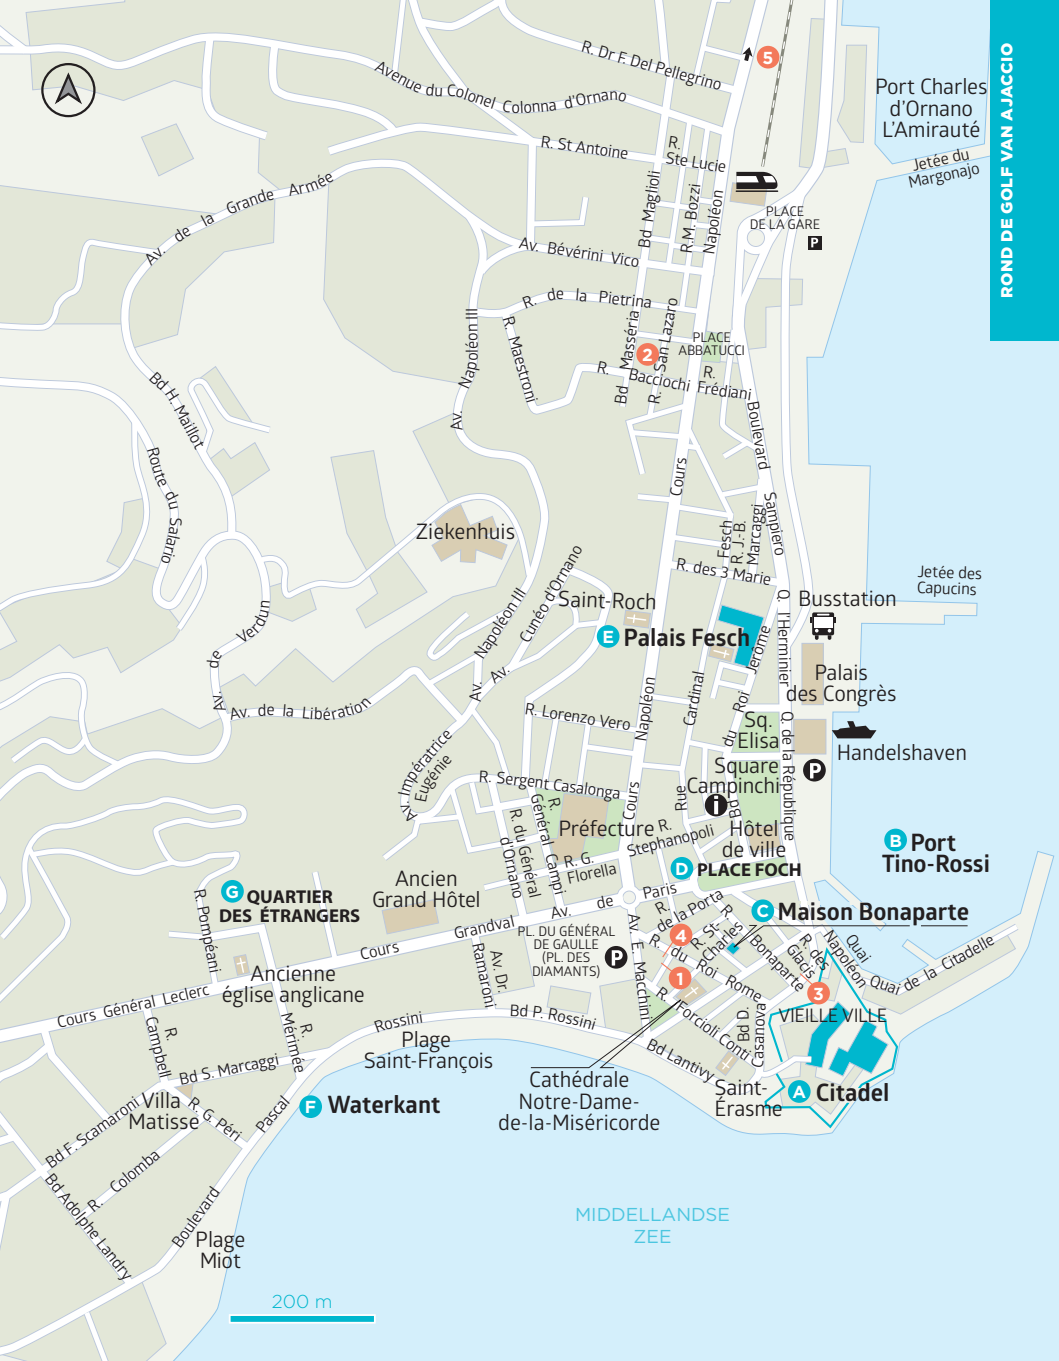 ROND DE GOLF VAN AJACCIO
R. Dr F. Del Pellegrino
5
Port Charles
d'Ornano
L'Amirauté
Avenue du Colonel Colonna d'Ornano
R. St Antoine
R.
Ste Lucie
Jetée du
Margonajo
Av. de la Grande Armée
Bd Maglioli
R.M. Bozzi
Napoléon
PLACE
DE LA GARE
P
Av. Bévérini Vico
R. de la Pietrina
Av. Napoléon III
R. Maestroni
Bd Masséria
R. San Lazaro
2
PLACE
ABBATUCCI
R. Bacciochi
R.
Frédiani
Bd H. Maillot
Route du Salario
Boulevard Sampiero
Cours Napoléon
Ziekenhuis
Fesch
R. J.-B.
Marcaggi
R. des 3 Marie
Jetée des
Capucins
Av. Napoléon III
Av. Cunéo d'Ornano
Saint-Roch
Q. l'Herminier
Busstation
Av. de Verdun
E Palais Fesch
Palais
des Congrès
Av. de la Libération
R. Lorenzo Vero
Rue Cardinal
Bd du Roi Jerôme
Sq.
Elisa
Q. de la République
Handelshaven
P
Av. Impératrice
Eugénie
R. Sergent Casalonga
Cours
Square
Campinchi
i
R.
Général Campi
R. du Général
d'Ornano
Préfecture
R.
Stephanopoli
Hôtel
de ville
B Port
Tino-Rossi
R. G.
Florella
D PLACE FOCH
G QUARTIER
DES ÉTRANGERS
Ancien
Grand Hôtel
R. Pompéani
Av. de Paris
R.
de la Porta
C Maison Bonaparte
Cours Grandval
PL. DU GÉNÉRAL
DE GAULLE
(PL. DES
DIAMANTS)
P
Av. E. Macchini
4
R. St-
Charles
R. Bonaparte
R. des
Glacis
Quai
Napoléon
Quai de la Citadelle
Av. Dr.
Ramaroni
R. du Roi Rome
1
3
Ancienne
église anglicane
Cours Général Leclerc
R.
Campbell
R.
Mérimée
Rossini
Bd P. Rossini
R. Forcioli Conti
Bd D.
Casanova
VIEILLE VILLE
Plage
Saint-François
Bd Lantivy
Bd S. Marcaggi
Cathédrale
Notre-Dame-
de-la-Miséricorde
Saint-
Érasme
A Citadel
Villa
Matisse
F Waterkant
Bd F. Scamaroni
R. G. Péri
Boulevard Pascal
R. Colomba
Bd Adolphe Landry
Plage
Miot
MIDDELLANDSE
ZEE
200 m